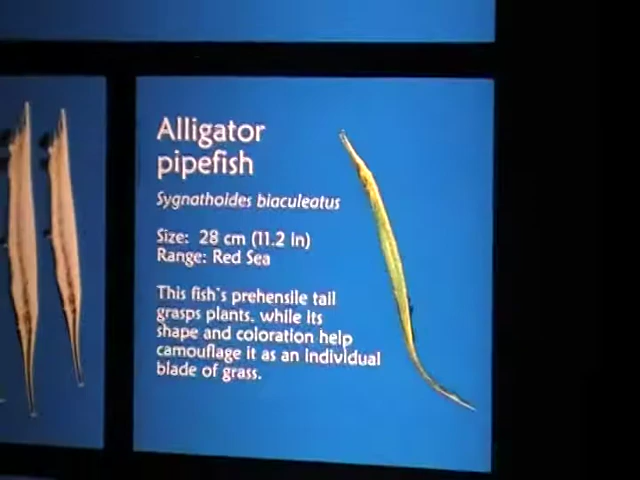 Alligator
pipefish
Sygnathoides biaculeatus
Size: 28 cm (11.2 in)
Range: Red Sea
This fish's prehensile tail
grasps plants, while its
shape and coloration help
camouflage it as an individual
blade of grass.